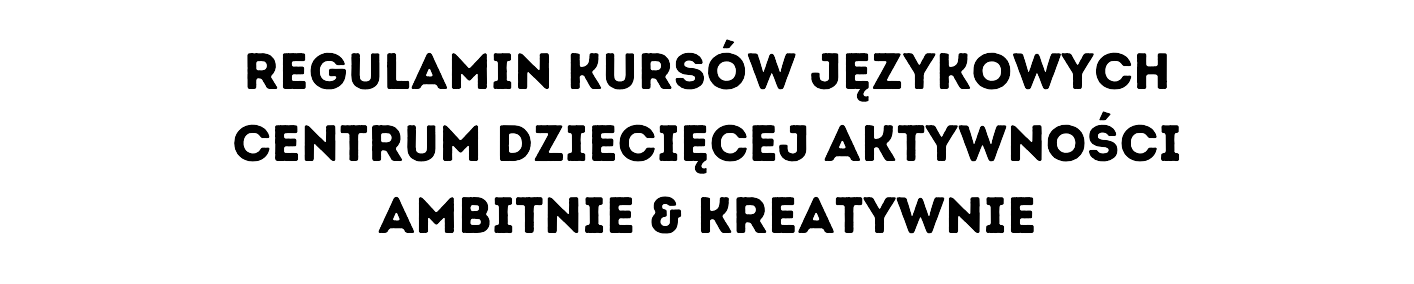 REGULAMIN KURSÓW JĘZYKOWYCH
CENTRUM DZIECIĘCEJ AKTYWNOŚCI
AMBITNIE & KREATYWNIE